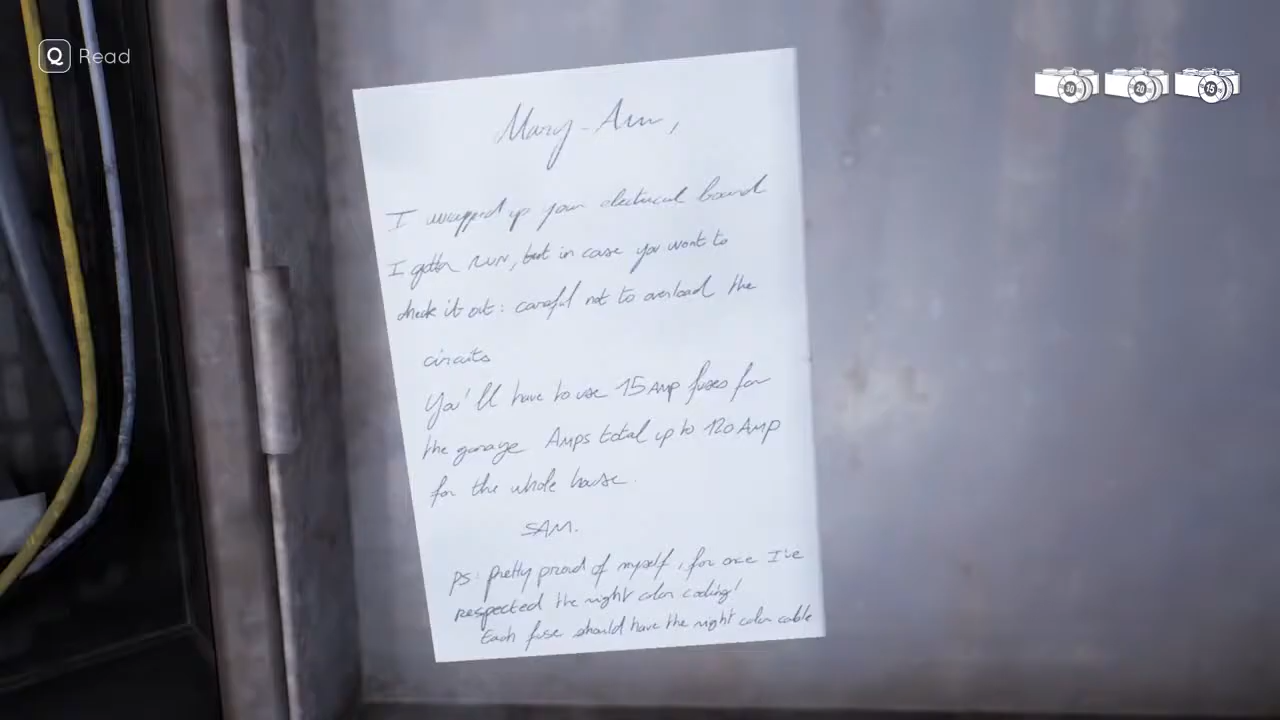 Q Read
30 20 15
Mary-Ann,
I wrapped up your electrical board
I gotta run, but in case you want to
check it out: careful not to overload the
circuits
You'll have to use 15 AMP fuses for
the garage. Amps total up to 120 AMP
for the whole house.
SAM.
PS: pretty proud of myself, for once I've
respected the right color coding!
Each fuse should have the right color cable